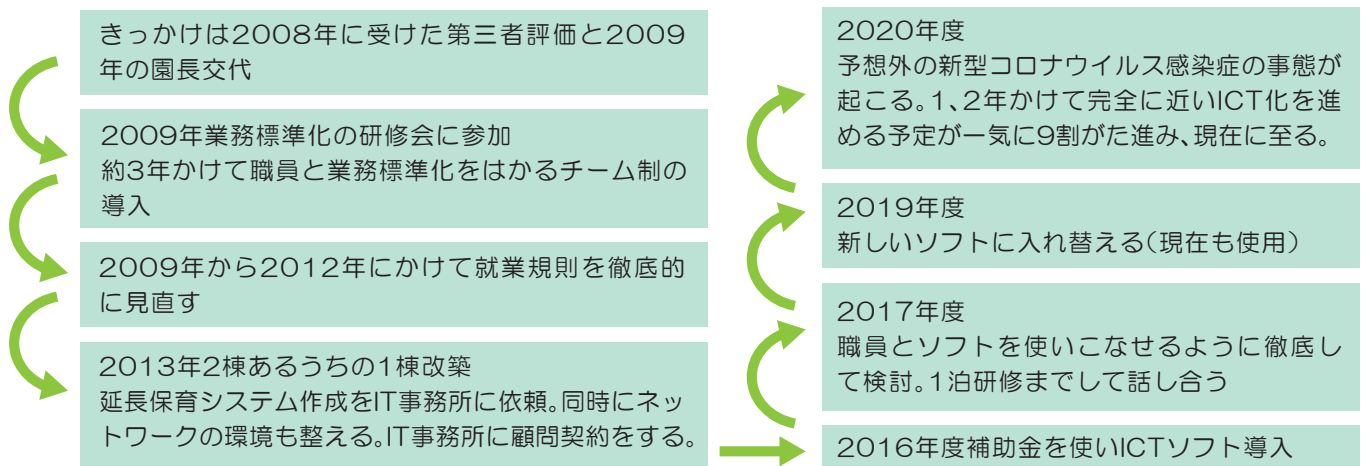 きっかけは2008年に受けた第三者評価と2009
年の園長交代
2009年業務標準化の研修会に参加
約3年かけて職員と業務標準化をはかるチーム制の
導入
2009年から2012年にかけて就業規則を徹底的
に見直す
2013年2棟あるうちの1棟改築
延長保育システム作成をIT事務所に依頼。同時にネッ
トワークの環境も整える。IT事務所に顧問契約をする。
2016年度補助金を使いICTソフト導入
2017年度
職員とソフトを使いこなせるように徹底し
て検討。1泊研修までして話し合う
2019年度
新しいソフトに入れ替える(現在も使用)
2020年度
予想外の新型コロナウイルス感染症の事態が
起こる。1、2年かけて完全に近いICT化を進
める予定が一気に9割がた進み、現在に至る。